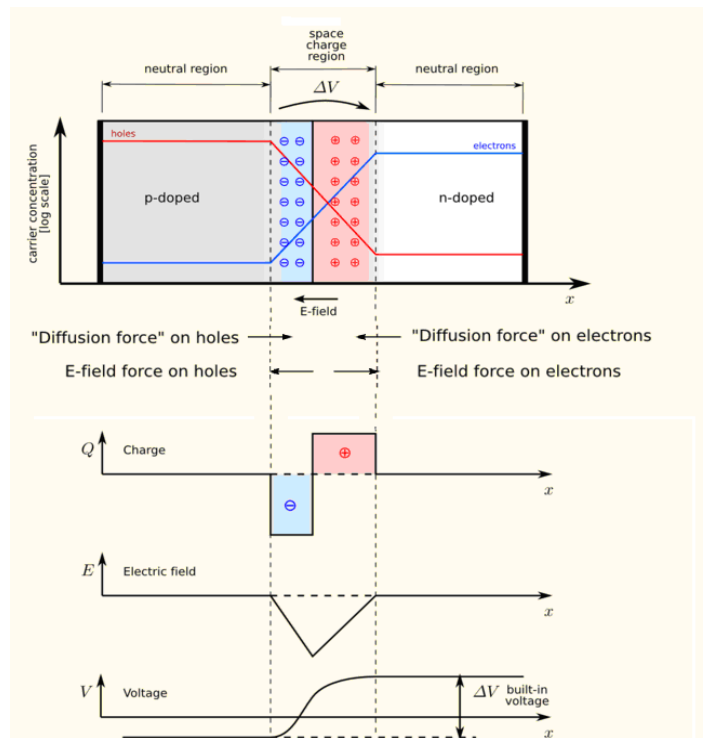 space
charge
region
neutral region
neutral region
ΔV
holes
electrons
⊖ ⊖ ⊕ ⊕
⊖ ⊖ ⊕ ⊕
⊖ ⊖ ⊕ ⊕
p-doped
n-doped
⊖ ⊖ ⊕ ⊕
⊖ ⊖ ⊕ ⊕
⊖ ⊖ ⊕ ⊕
⊖ ⊖ ⊕ ⊕
carrier concentration
[log scale]
x
E-field
"Diffusion force" on holes
"Diffusion force" on electrons
E-field force on holes
E-field force on electrons
Q Charge
⊕
x
⊖
E Electric field
x
V Voltage
ΔV built-in
voltage
x